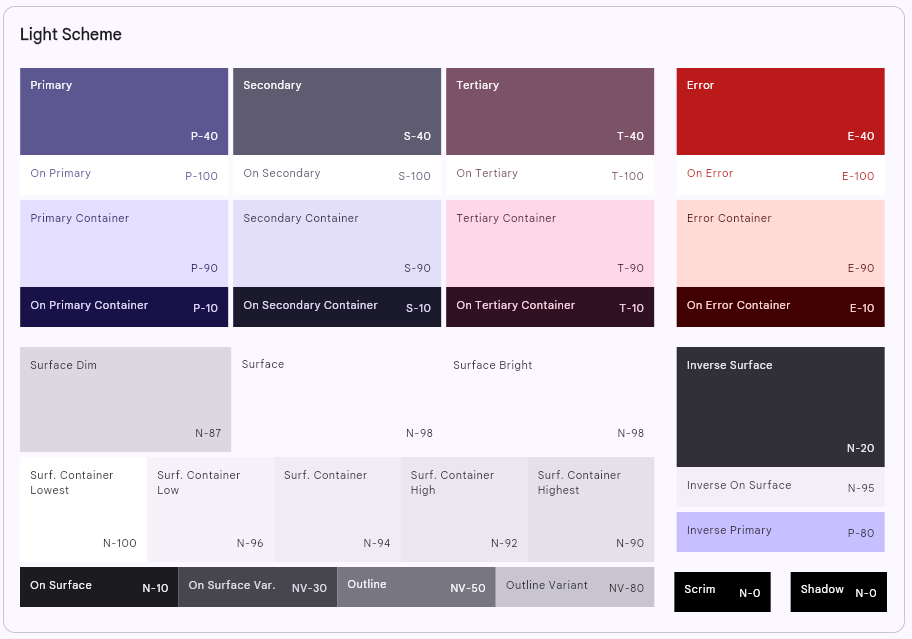 Light Scheme
Primary
P-40
Secondary
S-40
Tertiary
T-40
Error
E-40
On Primary
P-100
On Secondary
S-100
On Tertiary
T-100
On Error
E-100
Primary Container
P-90
Secondary Container
S-90
Tertiary Container
T-90
Error Container
E-90
On Primary Container
P-10
On Secondary Container
S-10
On Tertiary Container
T-10
On Error Container
E-10
Surface Dim
N-87
Surface
N-98
Surface Bright
N-98
Inverse Surface
N-20
Surf. Container
Lowest
N-100
Surf. Container
Low
N-96
Surf. Container
N-94
Surf. Container
High
N-92
Surf. Container
Highest
N-90
Inverse On Surface
N-95
Inverse Primary
P-80
On Surface
N-10
On Surface Var.
NV-30
Outline
NV-50
Outline Variant
NV-80
Scrim
N-0
Shadow
N-0